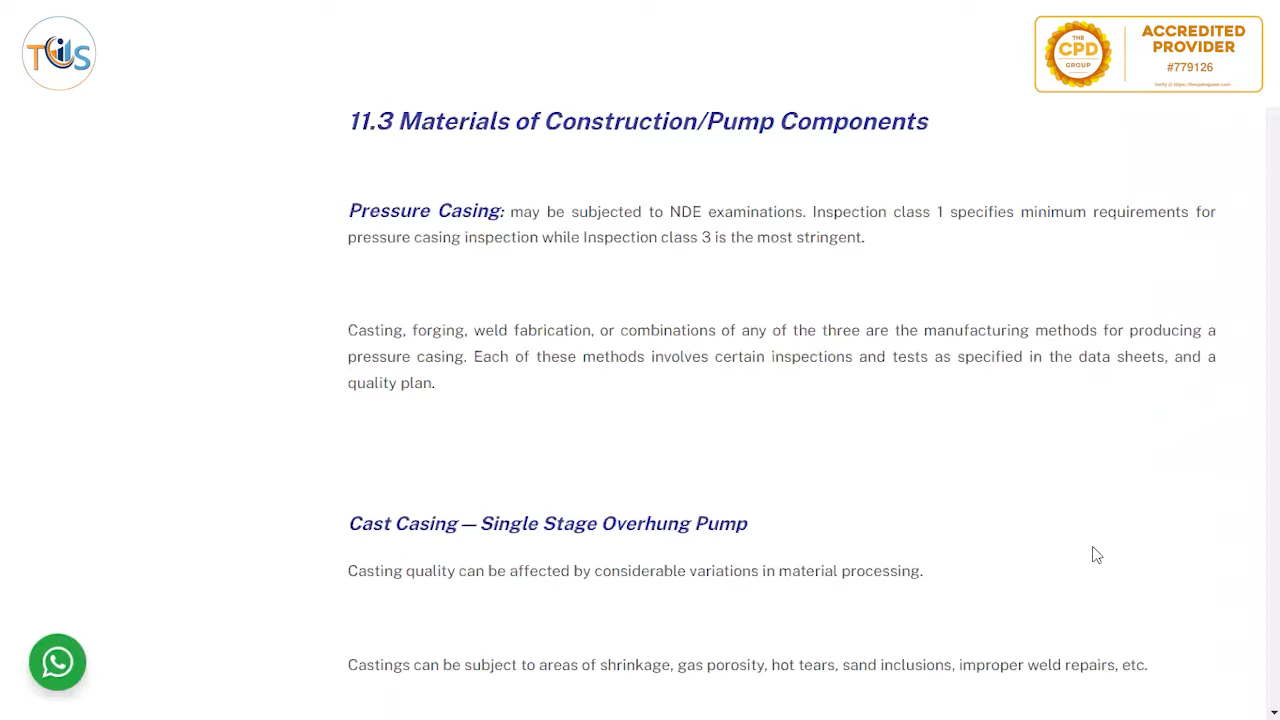 TCIS
THE
CPD
GROUP
ACCREDITED
PROVIDER
#779126
11.3 Materials of Construction/Pump Components
Pressure Casing: may be subjected to NDE examinations. Inspection class 1 specifies minimum requirements for
pressure casing inspection while Inspection class 3 is the most stringent.
Casting, forging, weld fabrication, or combinations of any of the three are the manufacturing methods for producing a
pressure casing. Each of these methods involves certain inspections and tests as specified in the data sheets, and a
quality plan.
Cast Casing — Single Stage Overhung Pump
Casting quality can be affected by considerable variations in material processing.
Castings can be subject to areas of shrinkage, gas porosity, hot tears, sand inclusions, improper weld repairs, etc.